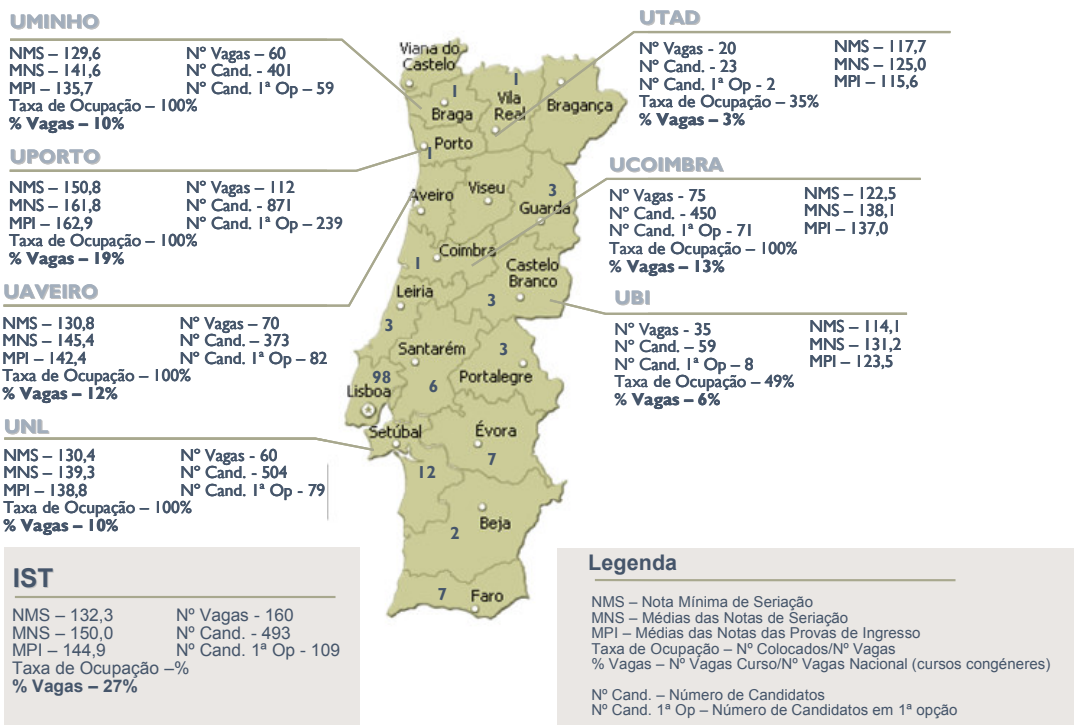 UMINHO
NMS – 129,6 Nº Vagas – 60
MNS – 141,6 Nº Cand. - 401
MPI – 135,7 Nº Cand. 1ª Op – 59
Taxa de Ocupação – 100%
% Vagas – 10%
UPORTO
NMS – 150,8 Nº Vagas – 112
MNS – 161,8 Nº Cand. - 871
MPI – 162,9 Nº Cand. 1ª Op – 239
Taxa de Ocupação – 100%
% Vagas – 19%
UAVEIRO
NMS – 130,8 Nº Vagas – 70
MNS – 145,4 Nº Cand. – 373
MPI – 142,4 Nº Cand. 1ª Op – 82
Taxa de Ocupação – 100%
% Vagas – 12%
UNL
NMS – 130,4 Nº Vagas - 60
MNS – 139,3 Nº Cand. - 504
MPI – 138,8 Nº Cand. 1ª Op - 79
Taxa de Ocupação – 100%
% Vagas – 10%
IST
NMS – 132,3 Nº Vagas - 160
MNS – 150,0 Nº Cand. - 493
MPI – 144,9 Nº Cand. 1ª Op - 109
Taxa de Ocupação –%
% Vagas – 27%
Viana do
Castelo
1
Braga
1
Vila
Real
Bragança
Porto
1
Aveiro
Viseu
3
Guarda
Coimbra
1
Castelo
Branco
3
Leiria
3
Santarém
6
3
Portalegre
98
Lisboa
Setúbal
12
Évora
7
Beja
2
7 Faro
UTAD
Nº Vagas - 20 NMS – 117,7
Nº Cand. - 23 MNS – 125,0
Nº Cand. 1ª Op - 2 MPI – 115,6
Taxa de Ocupação – 35%
% Vagas – 3%
UCOIMBRA
Nº Vagas - 75 NMS – 122,5
Nº Cand. - 450 MNS – 138,1
Nº Cand. 1ª Op - 71 MPI – 137,0
Taxa de Ocupação – 100%
% Vagas – 13%
UBI
Nº Vagas - 35 NMS – 114,1
Nº Cand. – 59 MNS – 131,2
Nº Cand. 1ª Op – 8 MPI – 123,5
Taxa de Ocupação – 49%
% Vagas – 6%
Legenda
NMS – Nota Mínima de Seriação
MNS – Médias das Notas de Seriação
MPI – Médias das Notas das Provas de Ingresso
Taxa de Ocupação – Nº Colocados/Nº Vagas
% Vagas – Nº Vagas Curso/Nº Vagas Nacional (cursos congéneres)
Nº Cand. – Número de Candidatos
Nº Cand. 1ª Op – Número de Candidatos em 1ª opção